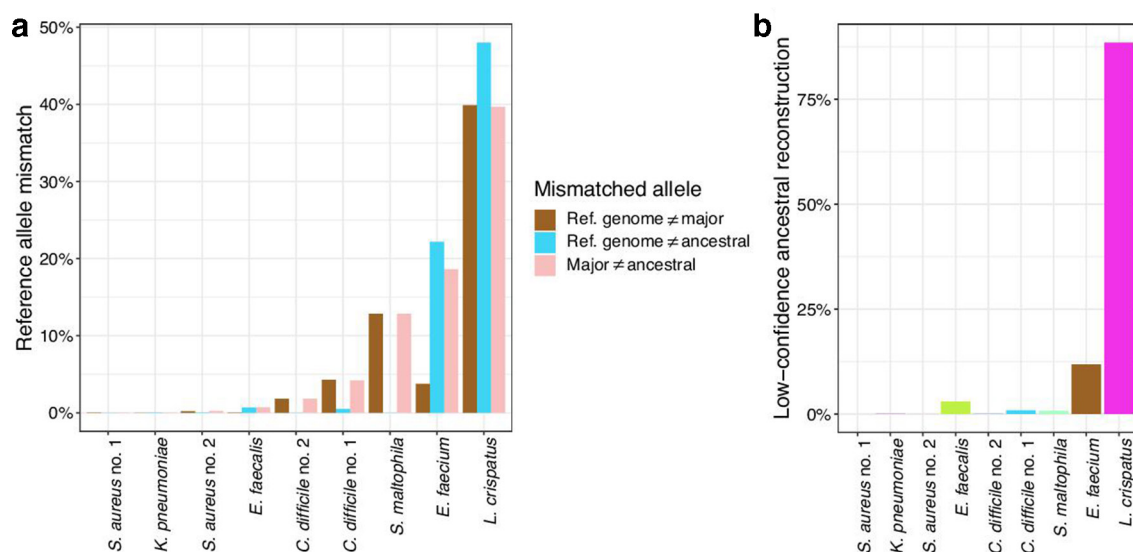 a
Reference allele mismatch
50%
40%
30%
20%
10%
0%
S. aureus no. 1
K. pneumoniae
S. aureus no. 2
E. faecalis
C. difficile no. 2
C. difficile no. 1
S. maltophila
E. faecium
L. crispatus
Mismatched allele
Ref. genome ≠ major
Ref. genome ≠ ancestral
Major ≠ ancestral
b
Low−confidence ancestral reconstruction
75%
50%
25%
0%
S. aureus no. 1
K. pneumoniae
S. aureus no. 2
E. faecalis
C. difficile no. 2
C. difficile no. 1
S. maltophila
E. faecium
L. crispatus